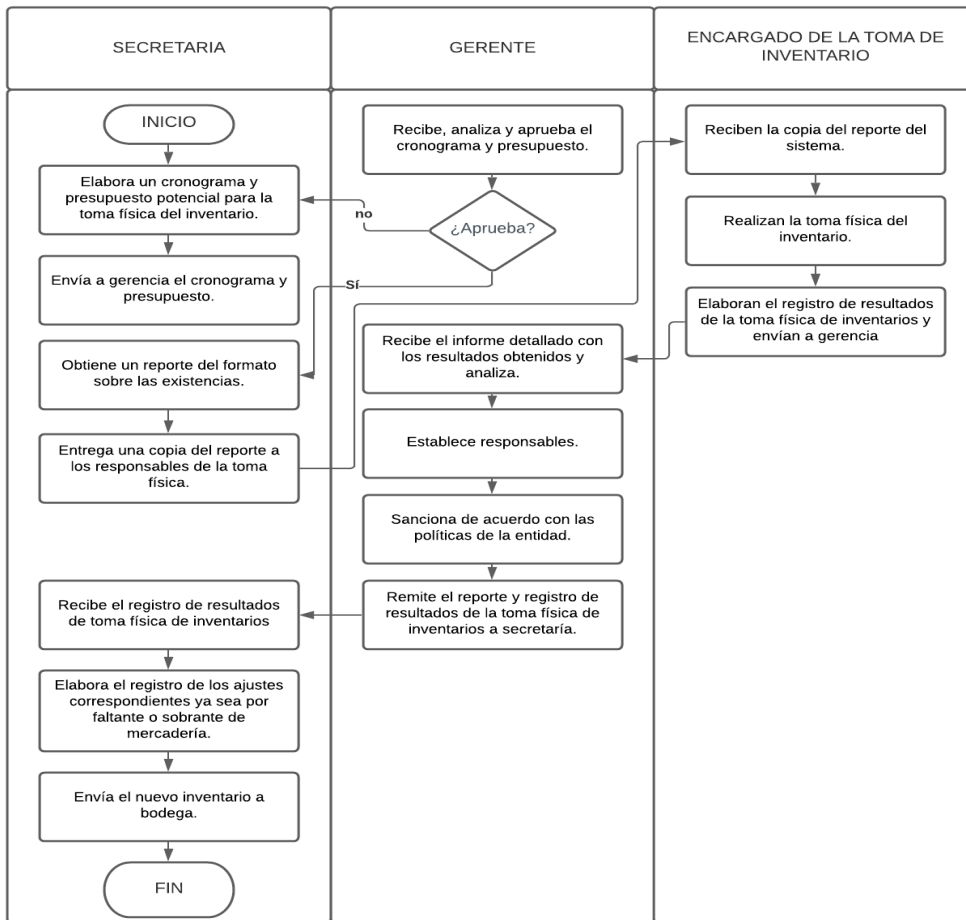 SECRETARIA
GERENTE
ENCARGADO DE LA TOMA DE
INVENTARIO
INICIO
Elabora un cronograma y
presupuesto potencial para la
toma física del inventario.
Envía a gerencia el cronograma y
presupuesto.
Obtiene un reporte del formato
sobre las existencias.
Entrega una copia del reporte a
los responsables de la toma
física.
Recibe el registro de resultados
de toma física de inventarios
Elabora el registro de los ajustes
correspondientes ya sea por
faltante o sobrante de
mercadería.
Envía el nuevo inventario a
bodega.
FIN
Recibe, analiza y aprueba el
cronograma y presupuesto.
¿Aprueba?
no
Sí
Recibe el informe detallado con
los resultados obtenidos y
analiza.
Establece responsables.
Sanciona de acuerdo con las
políticas de la entidad.
Remite el reporte y registro de
resultados de la toma física de
inventarios a secretaría.
Reciben la copia del reporte del
sistema.
Realizan la toma física del
inventario.
Elaboran el registro de resultados
de la toma física de inventarios y
envían a gerencia